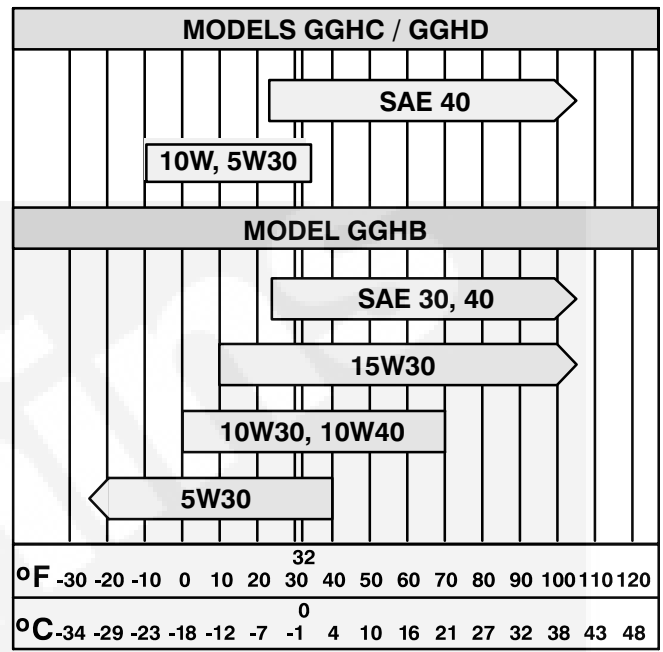 MODELS GGHC / GGHD
SAE 40
10W, 5W30
MODEL GGHB
SAE 30, 40
15W30
10W30, 10W40
5W30
32
oF -30 -20 -10 0 10 20 30 40 50 60 70 80 90 100 110 120
0
oC -34 -29 -23 -18 -12 -7 -1 4 10 16 21 27 32 38 43 48